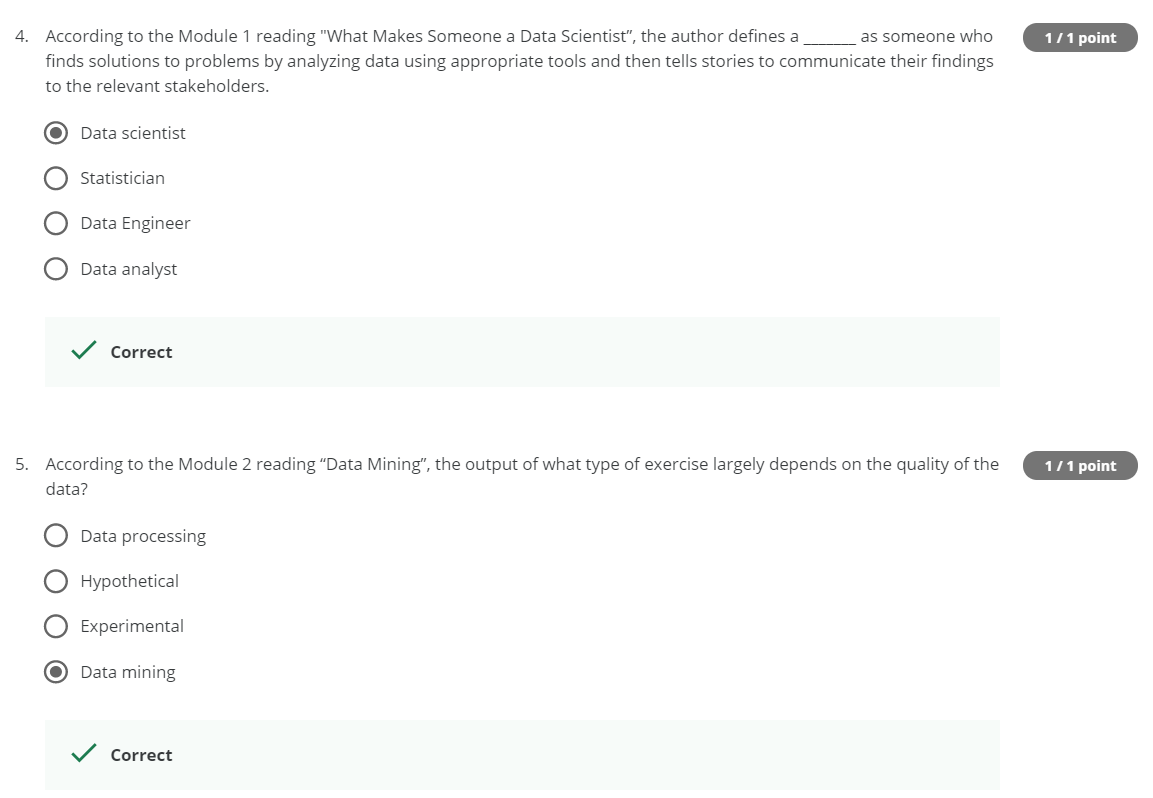 4. According to the Module 1 reading "What Makes Someone a Data Scientist”, the author defines a _______ as someone who 1 / 1 point
finds solutions to problems by analyzing data using appropriate tools and then tells stories to communicate their findings
to the relevant stakeholders.
Data scientist
Statistician
Data Engineer
Data analyst
Correct
5. According to the Module 2 reading “Data Mining”, the output of what type of exercise largely depends on the quality of the 1 / 1 point
data?
Data processing
Hypothetical
Experimental
Data mining
Correct